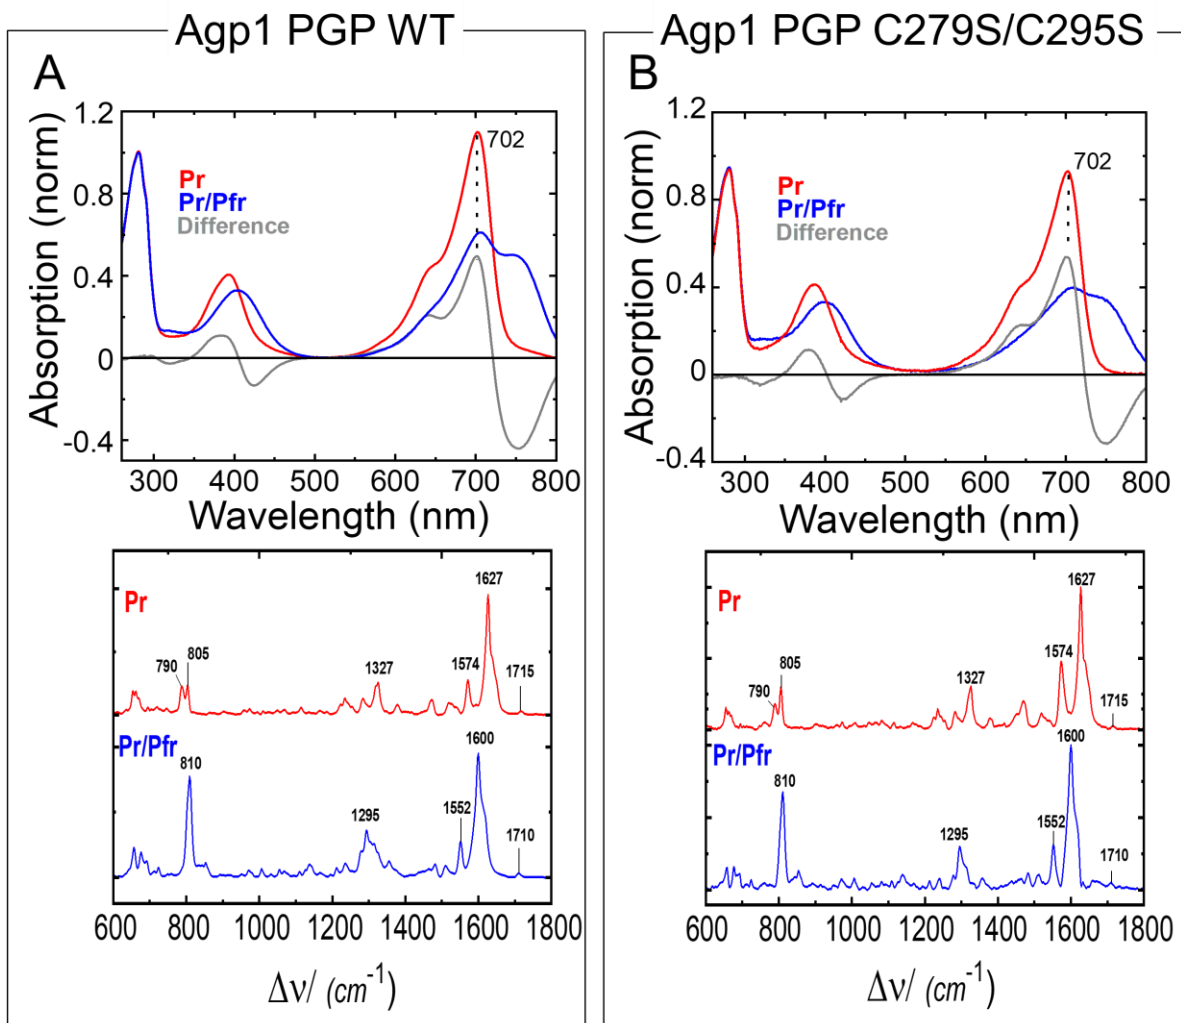 Agp1 PGP WT
A
1.2
0.8
0.4
0
-0.4
Absorption (norm)
Pr
Pr/Pfr
Difference
702
300 400 500 600 700 800
Wavelength (nm)
Pr
790
805
1327
1574
1627
1715
Pr/Pfr
810
1295
1552
1600
1710
600 800 1000 1200 1400 1600 1800
Δν/ (cm⁻¹)
Agp1 PGP C279S/C295S
B
1.2
0.8
0.4
0
-0.4
Absorption (norm)
Pr
Pr/Pfr
Difference
702
300 400 500 600 700 800
Wavelength (nm)
Pr
790
805
1327
1574
1627
1715
Pr/Pfr
810
1295
1552
1600
1710
600 800 1000 1200 1400 1600 1800
Δν/ (cm⁻¹)